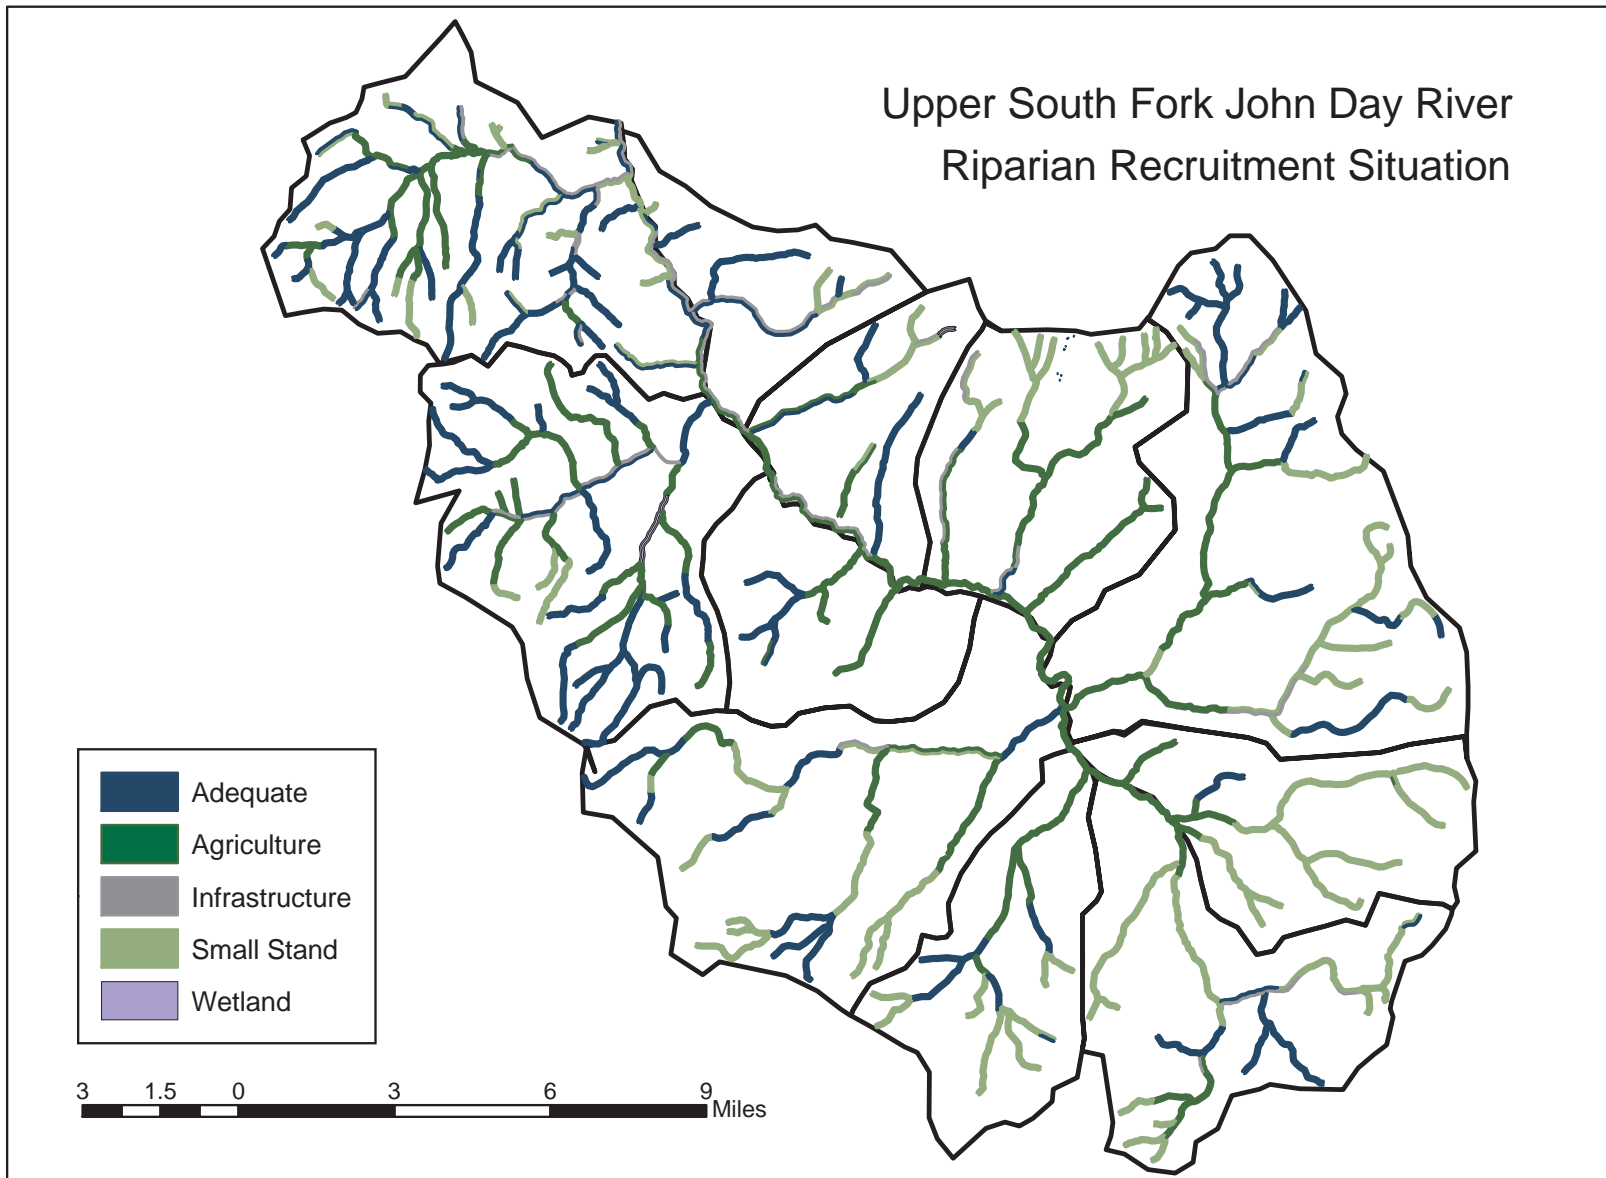 Upper South Fork John Day River
Riparian Recruitment Situation
Adequate
Agriculture
Infrastructure
Small Stand
Wetland
3 1.5 0 3 6 9
Miles